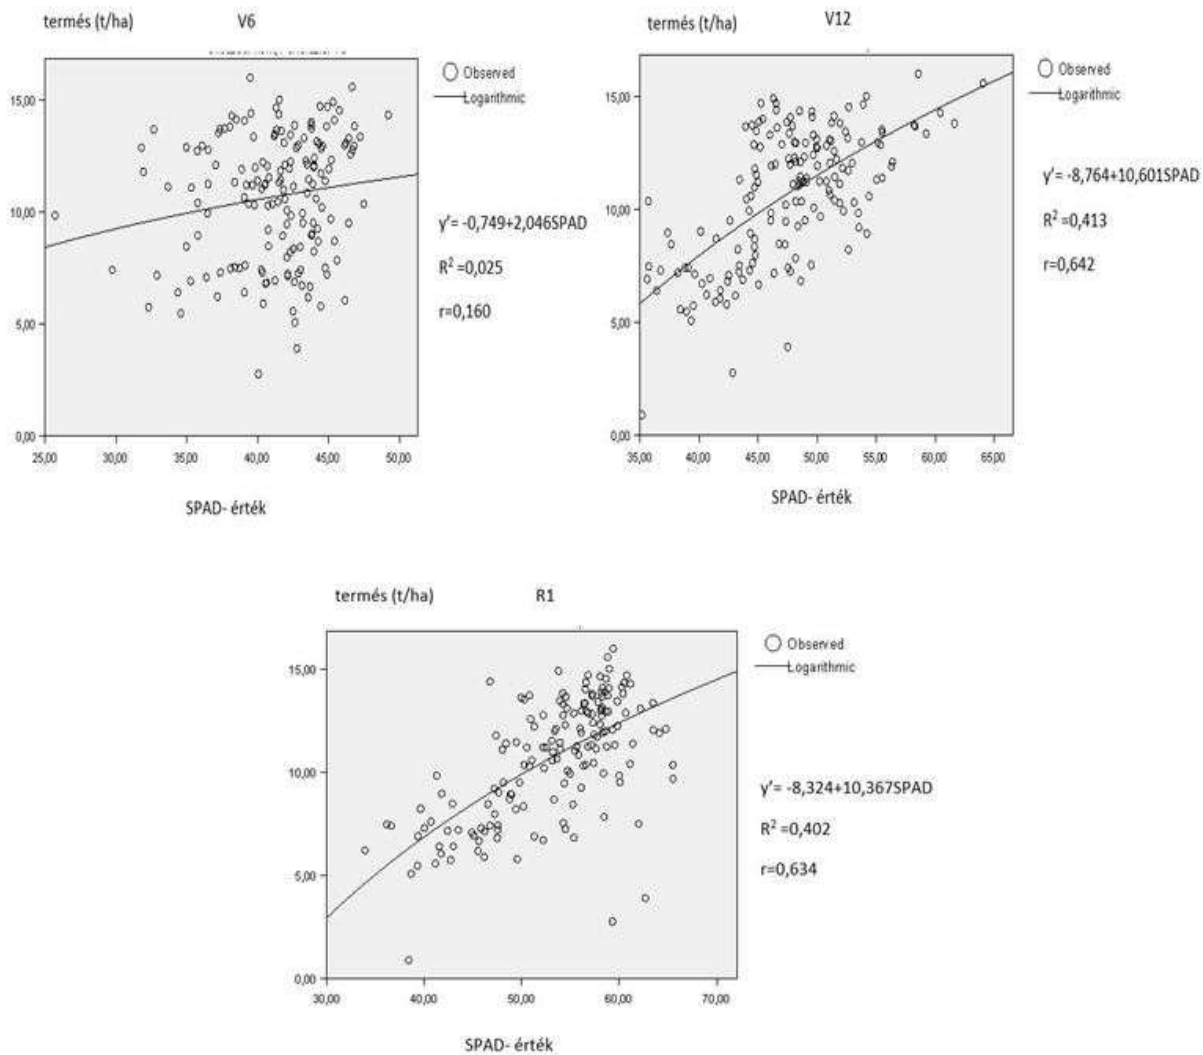 termés (t/ha) V6
15,00
10,00
5,00
0,00
25,00 30,00 35,00 40,00 45,00 50,00
SPAD- érték
Observed
Logarithmic
y'= -0,749+2,046SPAD
R² =0,025
r=0,160
termés (t/ha) V12
15,00
10,00
5,00
0,00
35,00 40,00 45,00 50,00 55,00 60,00 65,00
SPAD- érték
Observed
Logarithmic
y'= -8,764+10,601SPAD
R² =0,413
r=0,642
termés (t/ha) R1
15,00
10,00
5,00
0,00
30,00 40,00 50,00 60,00 70,00
SPAD- érték
Observed
Logarithmic
y'= -8,324+10,367SPAD
R² =0,402
r=0,634